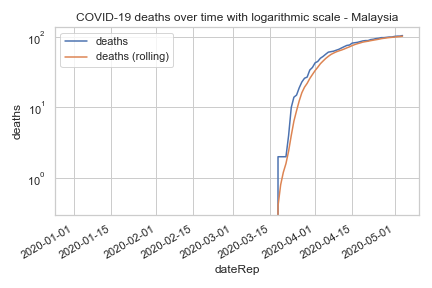 COVID-19 deaths over time with logarithmic scale - Malaysia
deaths
deaths (rolling)
10²
10¹
10⁰
deaths
2020-01-01
2020-01-15
2020-02-01
2020-02-15
2020-03-01
2020-03-15
2020-04-01
2020-04-15
2020-05-01
dateRep